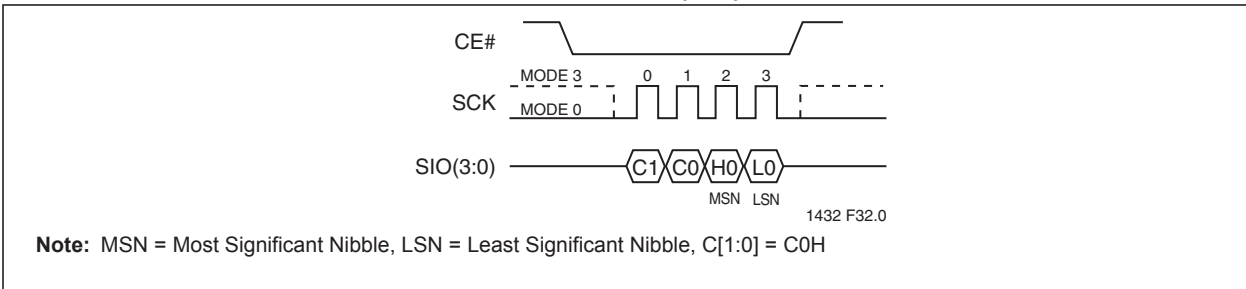 CE#
MODE 3 0 1 2 3
SCK
MODE 0
SIO(3:0) C1 C0 H0 L0
MSN LSN
1432 F32.0
Note: MSN = Most Significant Nibble, LSN = Least Significant Nibble, C[1:0] = C0H